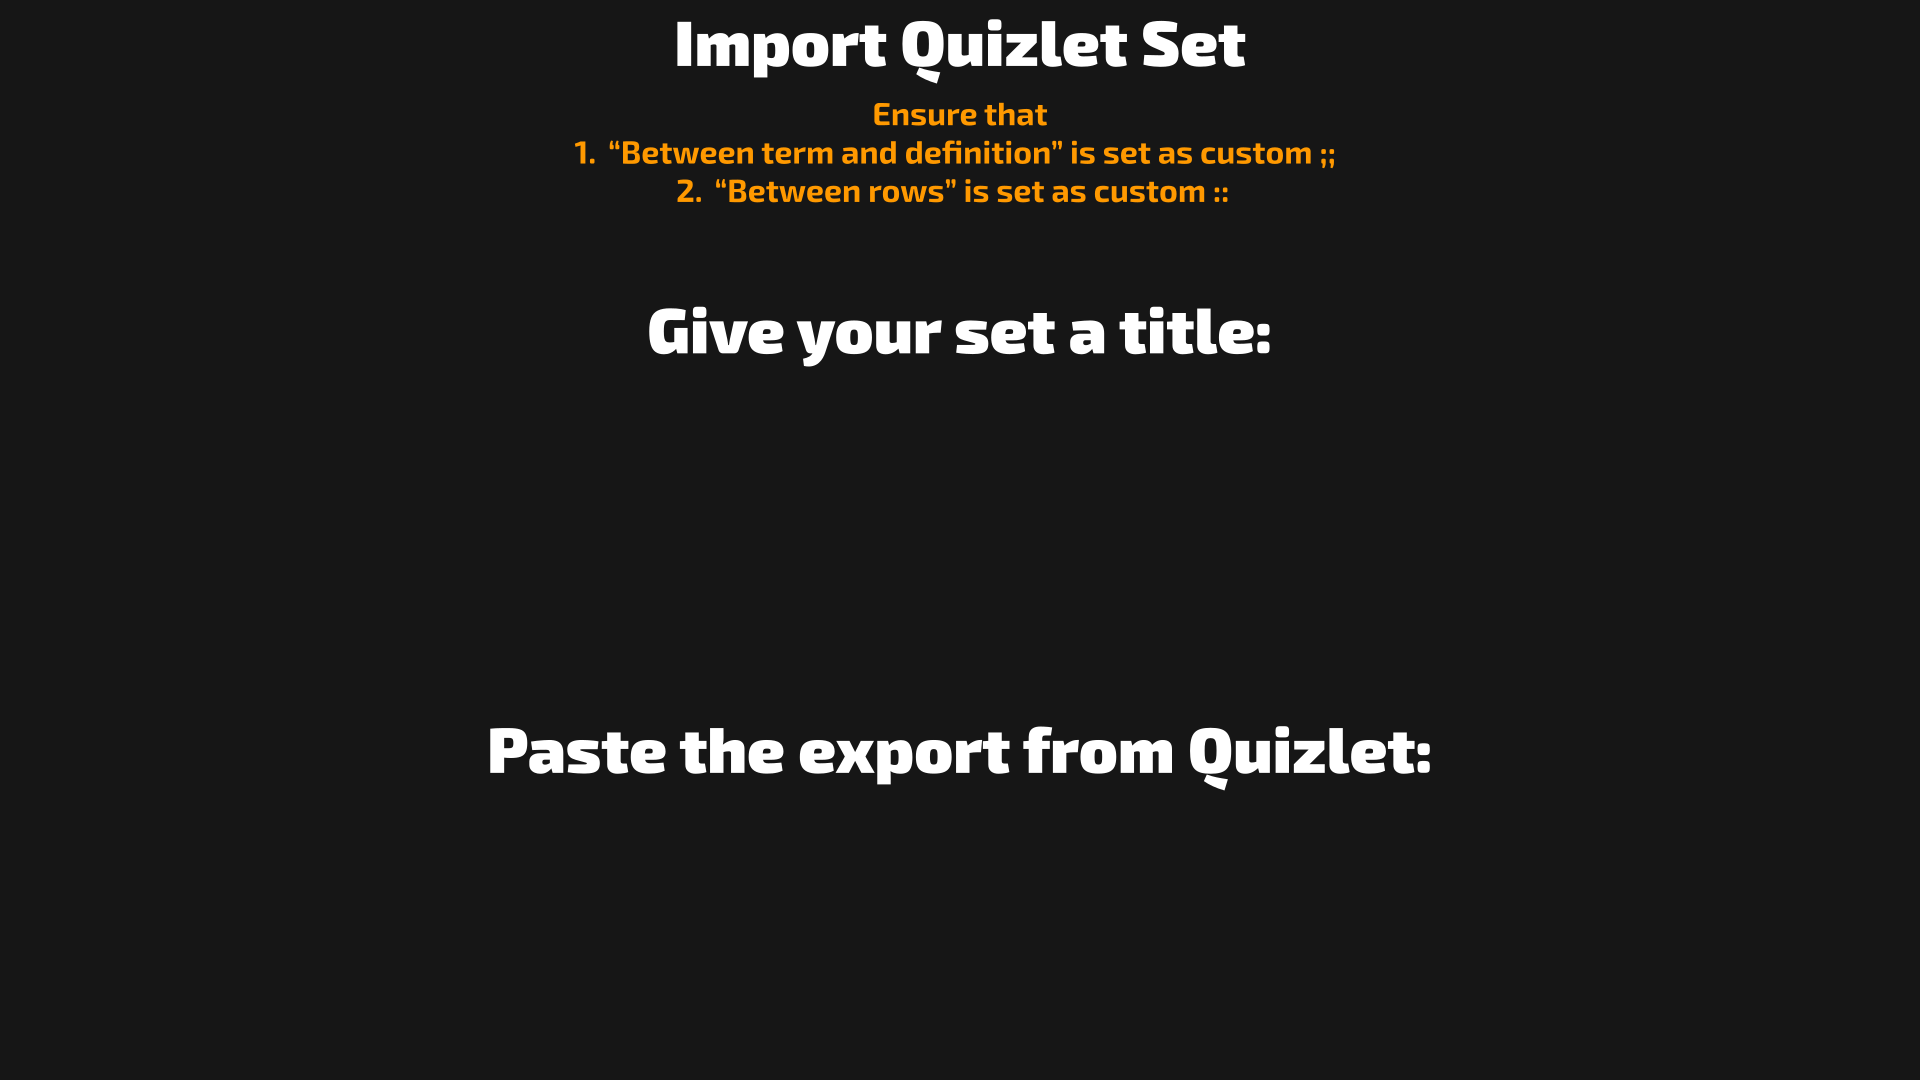 Import Quizlet Set
Ensure that
1. “Between term and definition” is set as custom ;;
2. “Between rows” is set as custom ::
Give your set a title:
Paste the export from Quizlet: